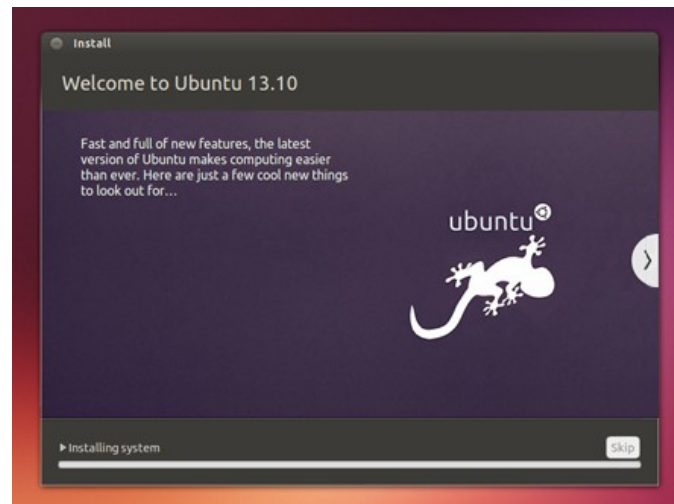 Install
Welcome to Ubuntu 13.10
Fast and full of new features, the latest
version of Ubuntu makes computing easier
than ever. Here are just a few cool new things
to look out for...
ubuntu
Installing system
Skip